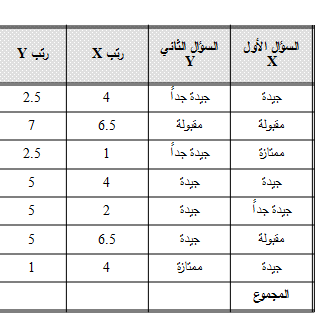 السؤال الأول X السؤال الثاني Y رتب X رتب Y
جيدة جيدة جداً 4 2.5
مقبولة مقبولة 6.5 7
ممتازة جيدة جداً 1 2.5
جيدة جيدة 4 5
جيدة جداً جيدة 2 5
مقبولة جيدة 6.5 5
جيدة ممتازة 4 1
المجموع